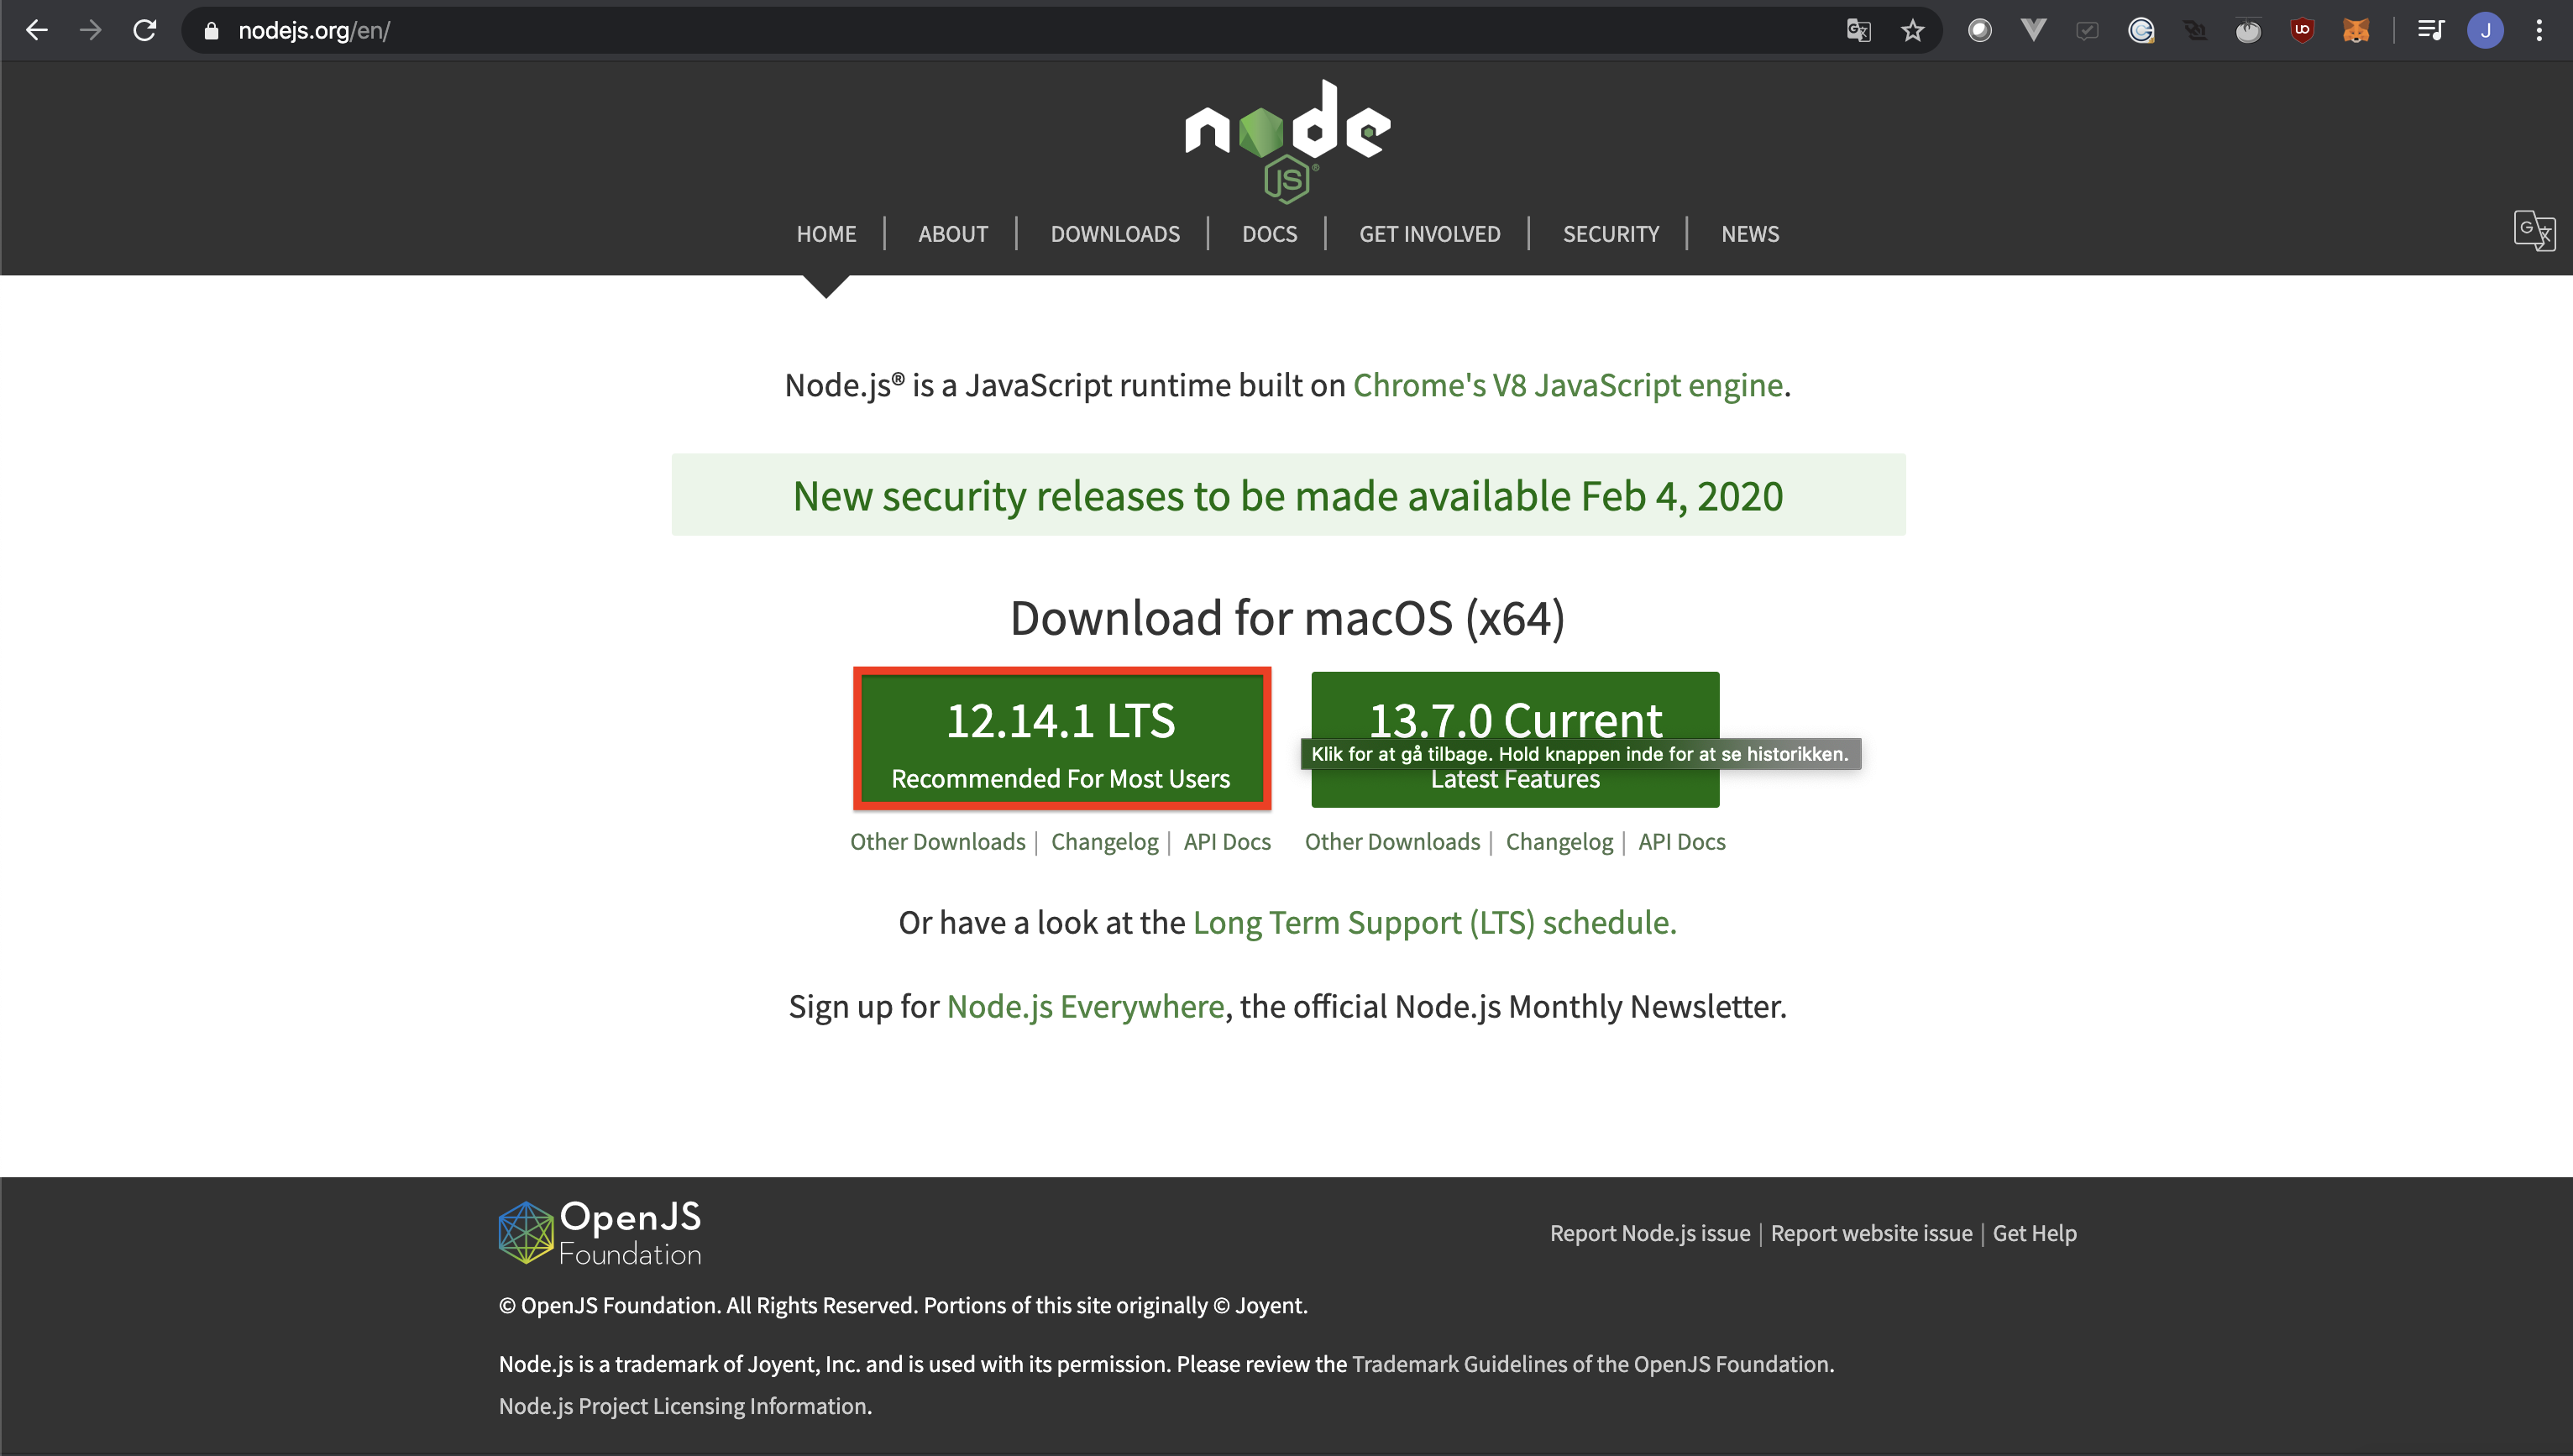 nodejs.org/en/
J
node
JS®
HOME | ABOUT | DOWNLOADS | DOCS | GET INVOLVED | SECURITY | NEWS
Node.js® is a JavaScript runtime built on Chrome's V8 JavaScript engine.
New security releases to be made available Feb 4, 2020
Download for macOS (x64)
12.14.1 LTS
Recommended For Most Users
13.7.0 Current
Klik for at gå tilbage. Hold knappen inde for at se historikken.
Latest Features
Other Downloads | Changelog | API Docs
Other Downloads | Changelog | API Docs
Or have a look at the Long Term Support (LTS) schedule.
Sign up for Node.js Everywhere, the official Node.js Monthly Newsletter.
OpenJS
Foundation
Report Node.js issue | Report website issue | Get Help
© OpenJS Foundation. All Rights Reserved. Portions of this site originally © Joyent.
Node.js is a trademark of Joyent, Inc. and is used with its permission. Please review the Trademark Guidelines of the OpenJS Foundation.
Node.js Project Licensing Information.